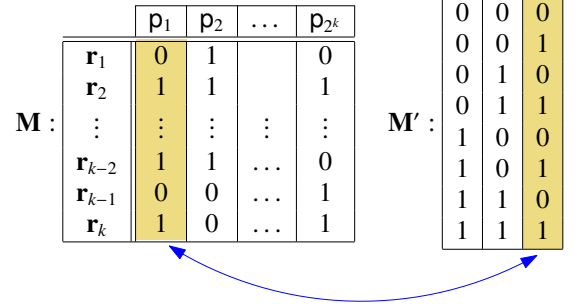 p₁ p₂ … p₂ᵏ
r₁ 0 1 0
r₂ 1 1 1
M : ⋮ ⋮ ⋮ ⋮ ⋮
rₖ₋₂ 1 1 … 0
rₖ₋₁ 0 0 … 1
rₖ 1 0 … 1
M′ :
0 0 0
0 0 1
0 1 0
0 1 1
1 0 0
1 0 1
1 1 0
1 1 1